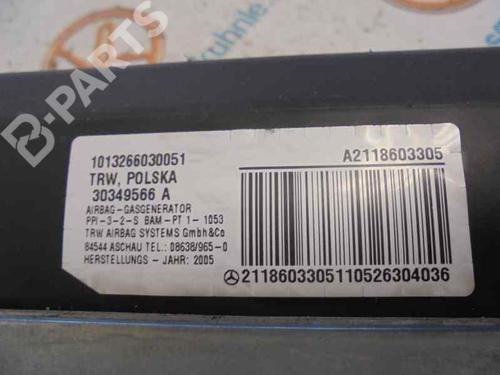 B-PARTS
kuhnle
1013266030051
TRW, POLSKA
30349566 A
AIRBAG-GASGENERATOR
PPI-3-2-S BAM-PT 1- 1053
TRW AIRBAG SYSTEMS GmbH&Co
84544 ASCHAU TEL.: 08638/965-0
HERSTELLUNGS - JAHR: 2005
A2118603305
2118603305110526304036